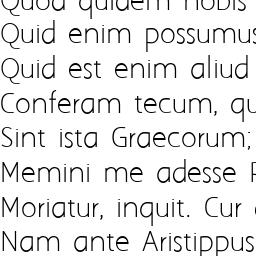 Quod quidem nobis
Quid enim possumus
Quid est enim aliud
Conferam tecum, qu
Sint ista Graecorum;
Memini me adesse P
Moriatur, inquit. Cur
Nam ante Aristippus